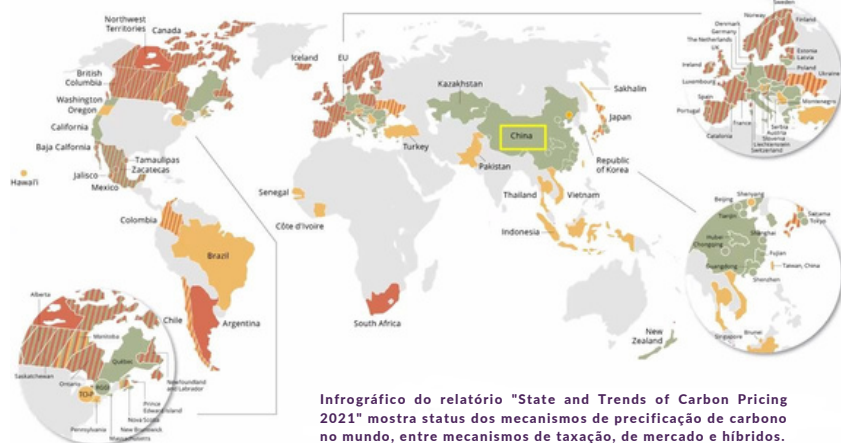 Northwest
Territories
Canada
British
Columbia
Washington
Oregon
California
Baja California
Hawai'i
Jalisco
Mexico
Tamaulipas
Zacatecas
Colombia
Brazil
Chile
Argentina
Iceland
EU
Kazakhstan
China
Sakhalin
Japan
Republic
of Korea
Turkey
Pakistan
Thailand
Vietnam
Indonesia
Senegal
Côte d'Ivoire
South Africa
New
Zealand
Sweden
Norway
Finland
Denmark
Germany
The Netherlands
UK
Ireland
Luxembourg
Spain
Portugal
Catalonia
France
Estonia
Latvia
Poland
Ukraine
Montenegro
Serbia
Austria
Slovenia
Liechtenstein
Switzerland
Shenyang
Beijing
Tianjin
Saitama
Tokyo
Hubei
Chongqing
Shanghai
Fujian
Taiwan, China
Guangdong
Shenzhen
Singapore
Brunei
Alberta
Manitoba
Québec
Saskatchewan
Ontario
TCI-P
RGGI
Newfoundland
and Labrador
Prince
Edward Island
Nova Scotia
New Brunswick
Pennsylvania
Massachusetts
Infrográfico do relatório "State and Trends of Carbon Pricing
2021" mostra status dos mecanismos de precificação de carbono
no mundo, entre mecanismos de taxação, de mercado e híbridos.